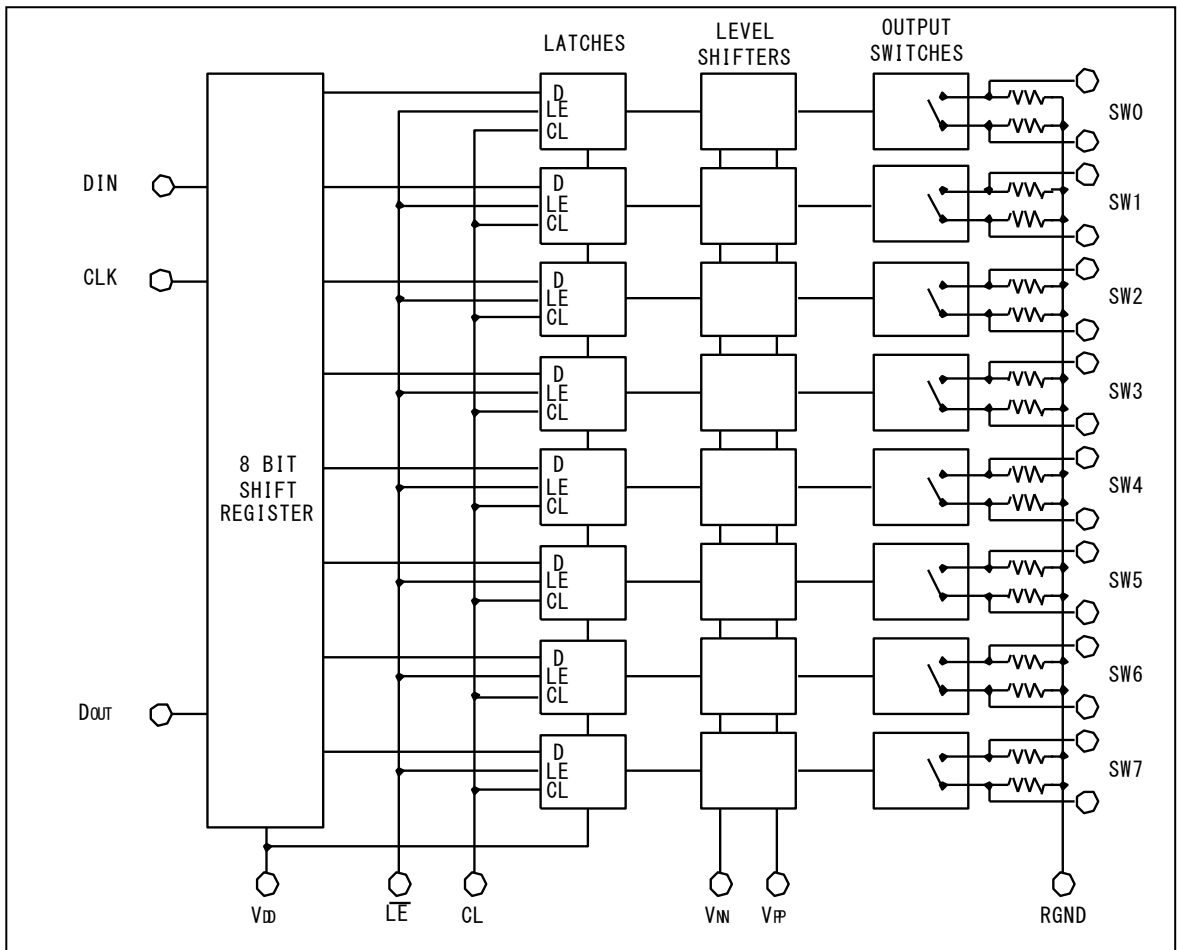 LATCHES
LEVEL
SHIFTERS
OUTPUT
SWITCHES
D
LE
CL
SW0
DIN
D
LE
CL
SW1
CLK
D
LE
CL
SW2
D
LE
CL
SW3
8 BIT
SHIFT
REGISTER
D
LE
CL
SW4
D
LE
CL
SW5
DOUT
D
LE
CL
SW6
D
LE
CL
SW7
VDD
L̅E̅
CL
VNN
VPP
RGND